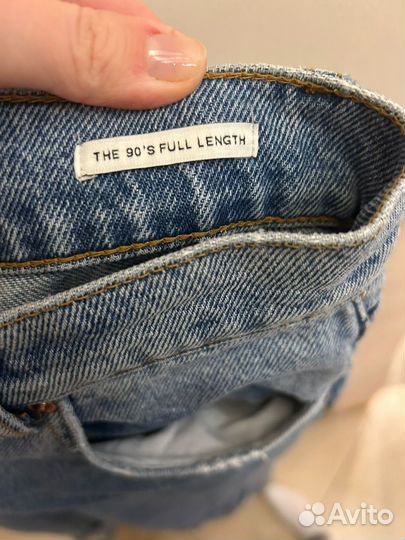 THE 90'S FULL LENGTH
Avito